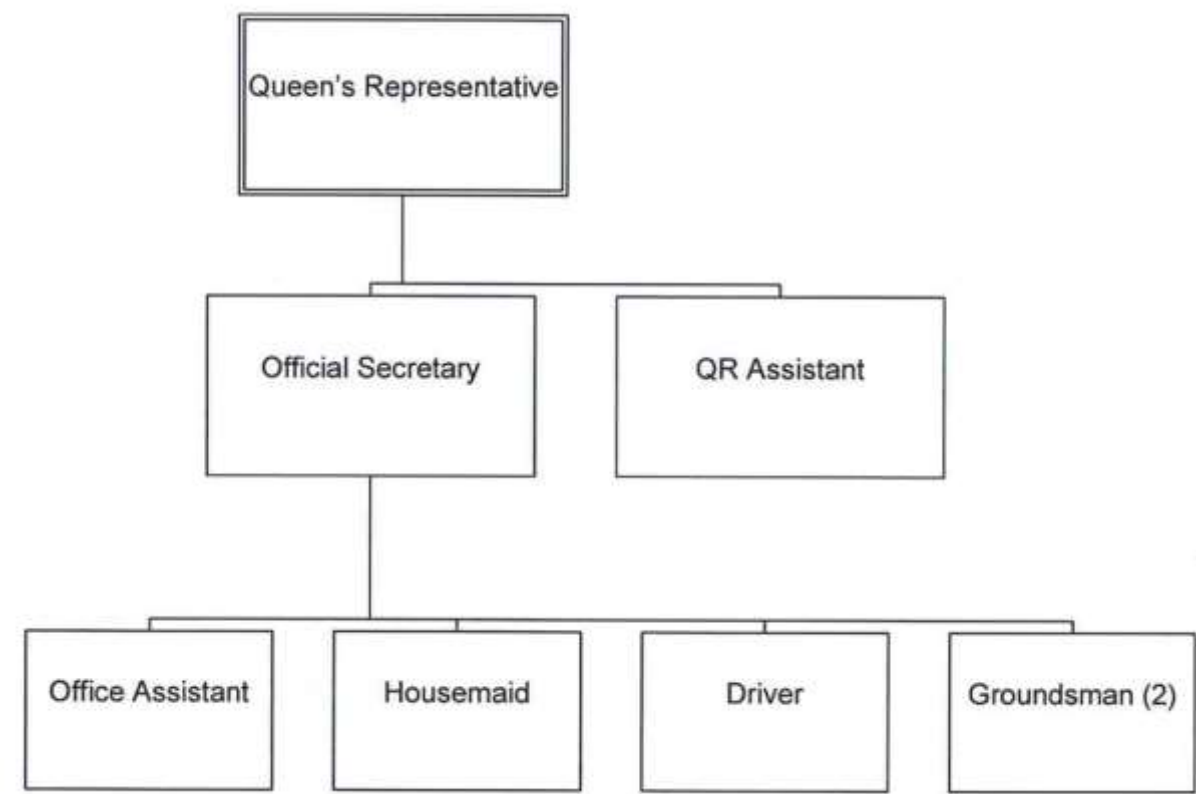 Queen's Representative
Official Secretary
QR Assistant
Office Assistant
Housemaid
Driver
Groundsman (2)